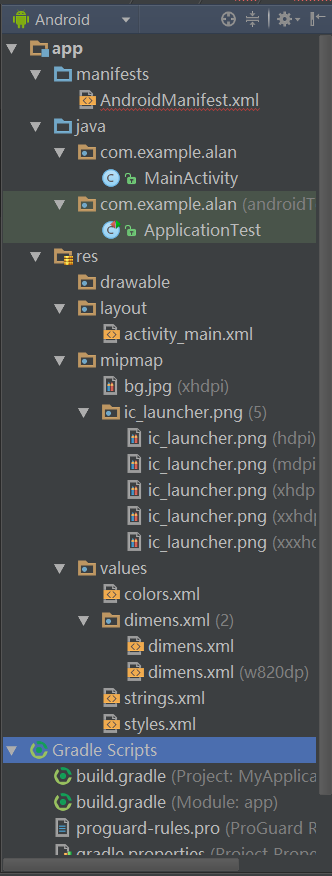 Android
app
manifests
AndroidManifest.xml
java
com.example.alan
MainActivity
com.example.alan (androidT
ApplicationTest
res
drawable
layout
activity_main.xml
mipmap
bg.jpg (xhdpi)
ic_launcher.png (5)
ic_launcher.png (hdpi)
ic_launcher.png (mdpi
ic_launcher.png (xhdp
ic_launcher.png (xxhd
ic_launcher.png (xxxh
values
colors.xml
dimens.xml (2)
dimens.xml
dimens.xml (w820dp)
strings.xml
styles.xml
Gradle Scripts
build.gradle (Project: MyApplica
build.gradle (Module: app)
proguard-rules.pro (ProGuard R
gradle.properties (Project Prope